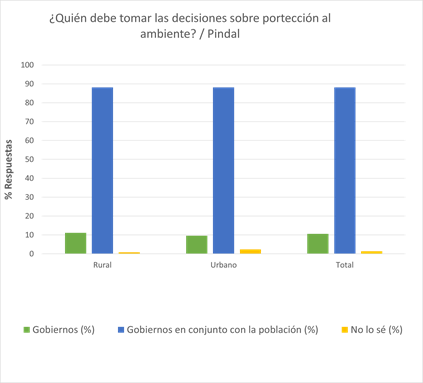 ¿Quién debe tomar las decisiones sobre portección al
ambiente? / Pindal
% Respuestas
100
90
80
70
60
50
40
30
20
10
0
Rural
Urbano
Total
Gobiernos (%)
Gobiernos en conjunto con la población (%)
No lo sé (%)